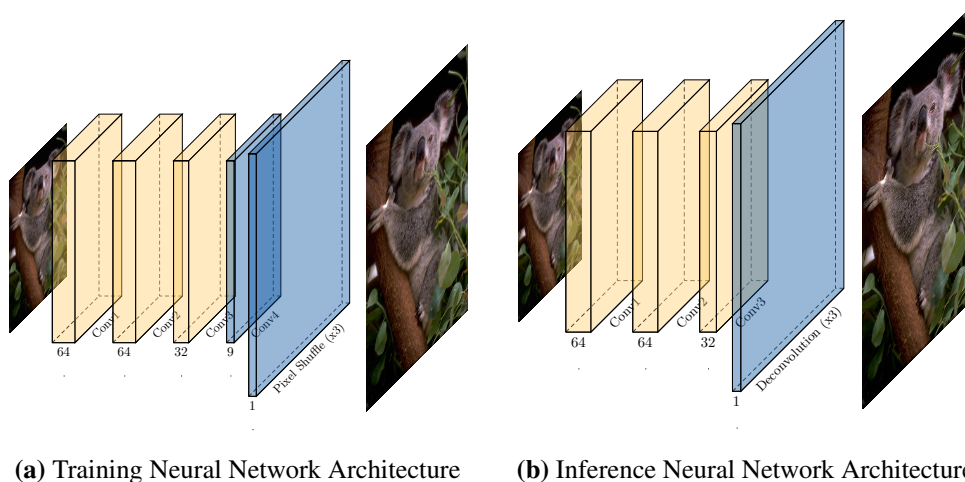 Conv1
Conv2
Conv3
Conv4
64
64
32
9
Pixel Shuffle (x3)
1
(a) Training Neural Network Architecture
Conv1
Conv2
Conv3
64
64
32
Deconvolution (x3)
1
(b) Inference Neural Network Architecture